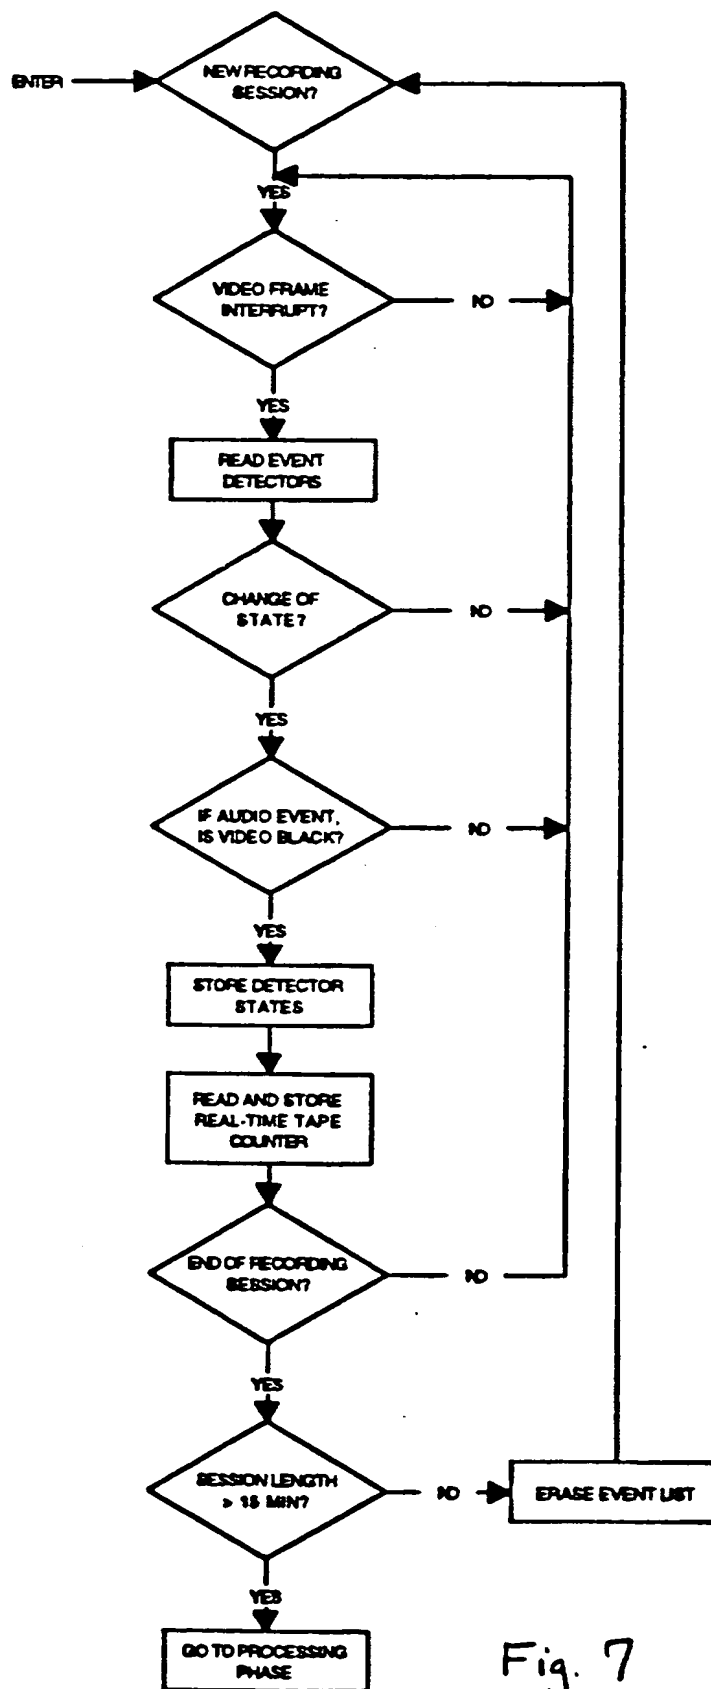 NEW RECORDING
SESSION?
ENTER
YES
VIDEO FRAME
INTERRUPT?
NO
YES
READ EVENT
DETECTORS
CHANGE OF
STATE?
NO
YES
IF AUDIO EVENT,
IS VIDEO BLACK?
NO
YES
STORE DETECTOR
STATES
READ AND STORE
REAL-TIME TAPE
COUNTER
END OF RECORDING
SESSION?
NO
YES
SESSION LENGTH
> 15 MIN?
NO
ERASE EVENT LIST
YES
GO TO PROCESSING
PHASE
Fig. 7